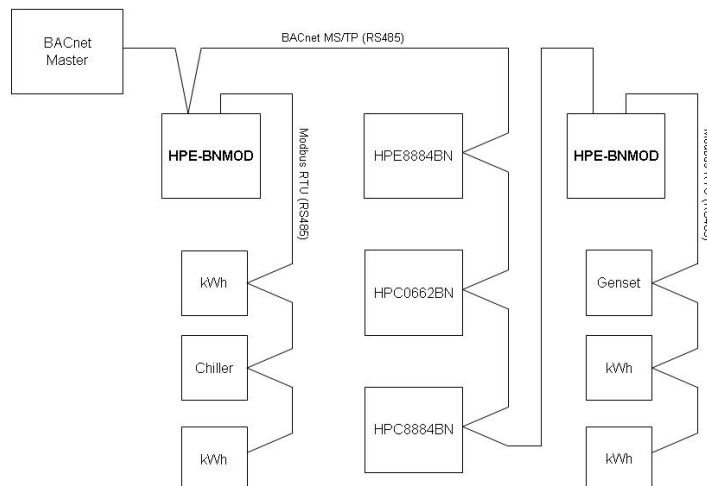 BACnet
Master
BACnet MS/TP (RS485)
HPE-BNMOD
Modbus RTU (RS485)
HPE8884BN
HPE-BNMOD
kWh
HPC0662BN
Genset
Chiller
kWh
HPC8884BN
kWh
kWh